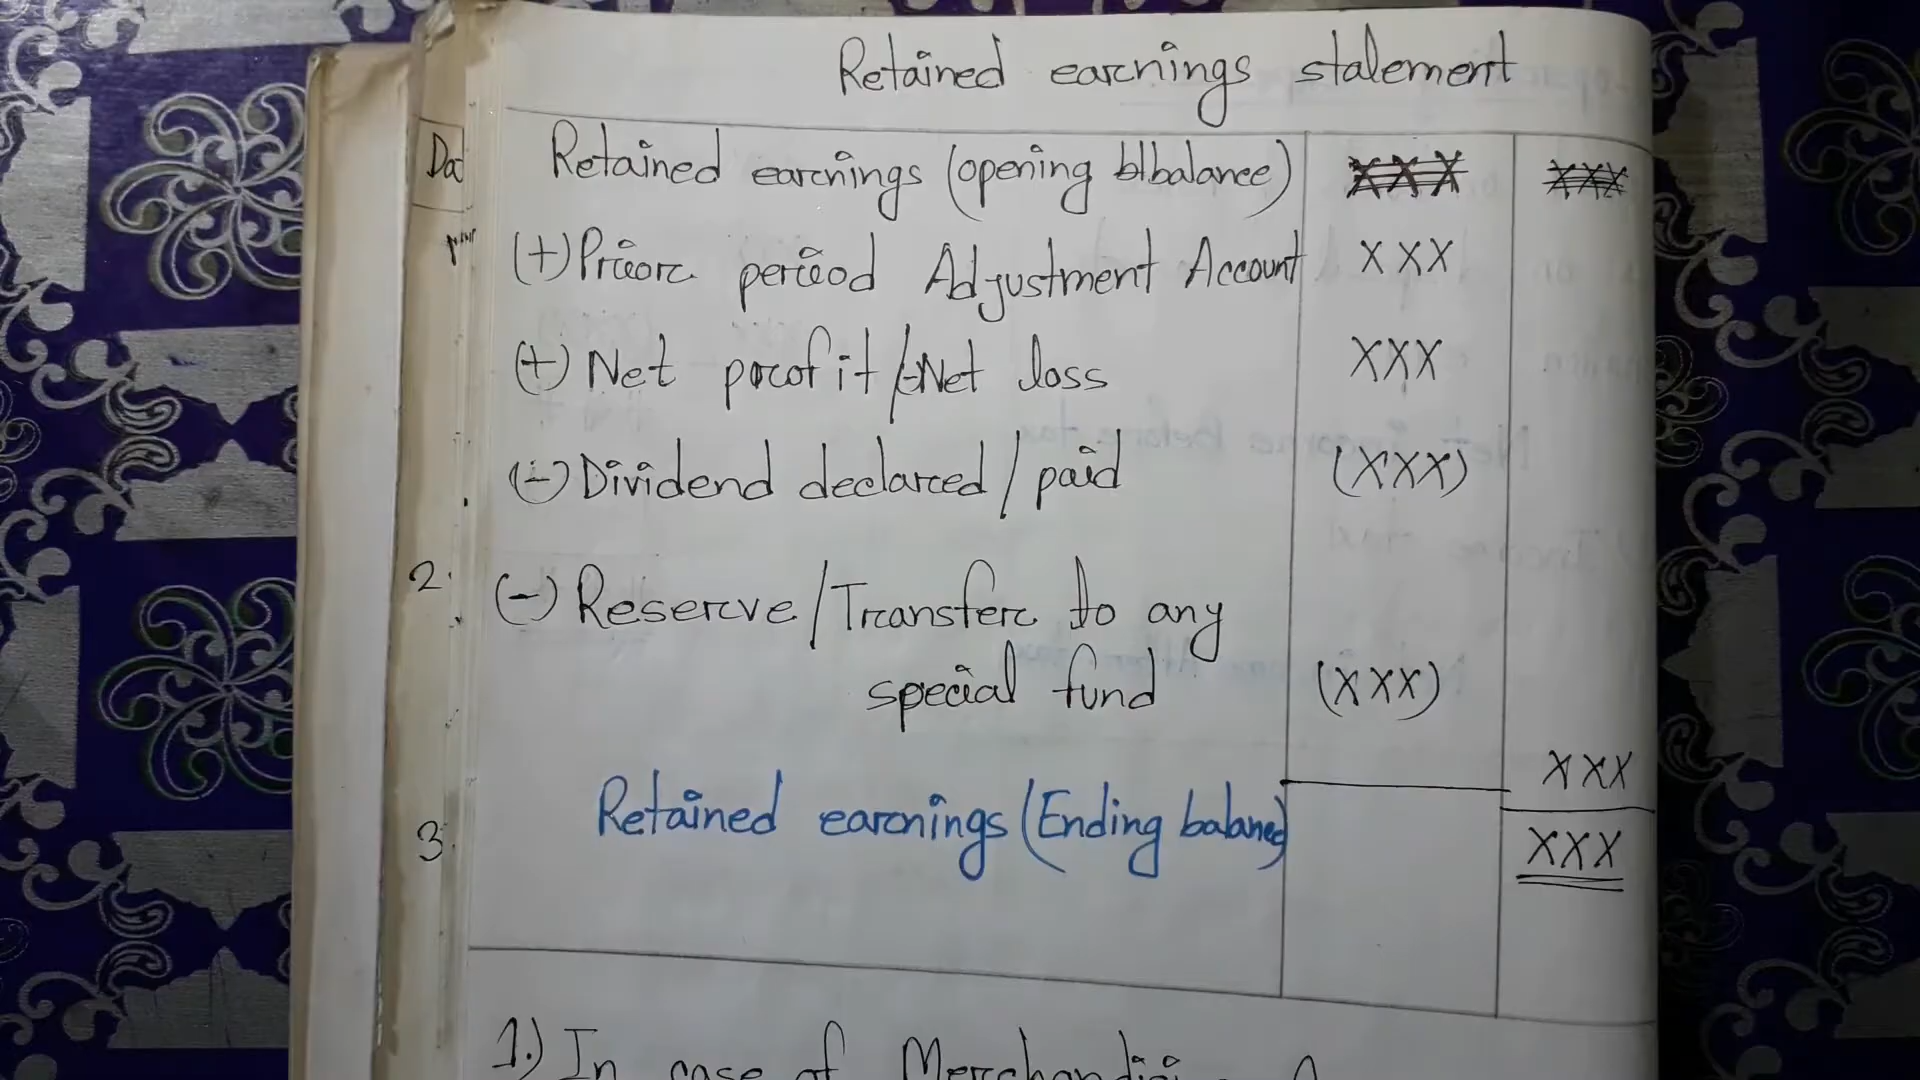 Retained earnings stalement
Da
Retained earnings (opening blbalance) XXX XXX
(+) Prior period Adjustment Account XXX
(+) Net profit /-Net loss XXX
(-) Dividend declared / paid (XXX)
2.
(-) Reserve / Transfer to any
special fund (XXX)
XXX
3.
Retained earnings (Ending balance) XXX
1.) In case of